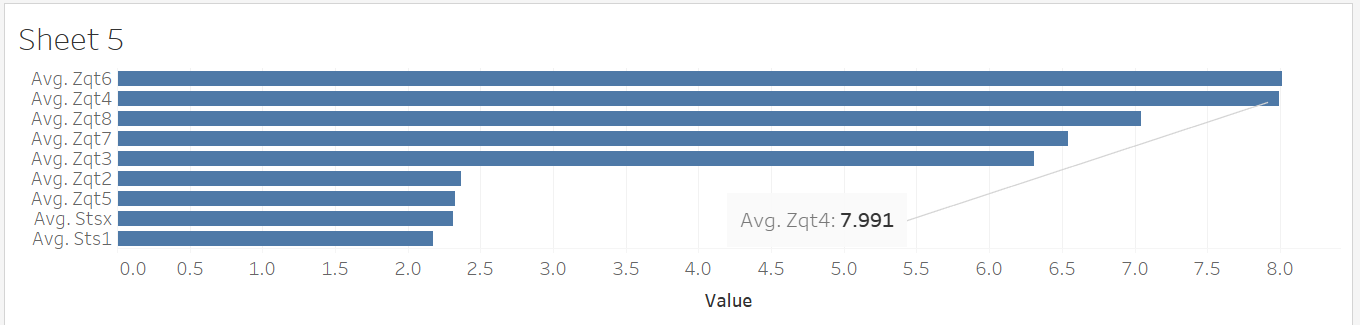 Sheet 5
Avg. Zqt6
Avg. Zqt4
Avg. Zqt8
Avg. Zqt7
Avg. Zqt3
Avg. Zqt2
Avg. Zqt5
Avg. Stsx
Avg. Sts1
Avg. Zqt4: 7.991
0.0 0.5 1.0 1.5 2.0 2.5 3.0 3.5 4.0 4.5 5.0 5.5 6.0 6.5 7.0 7.5 8.0
Value